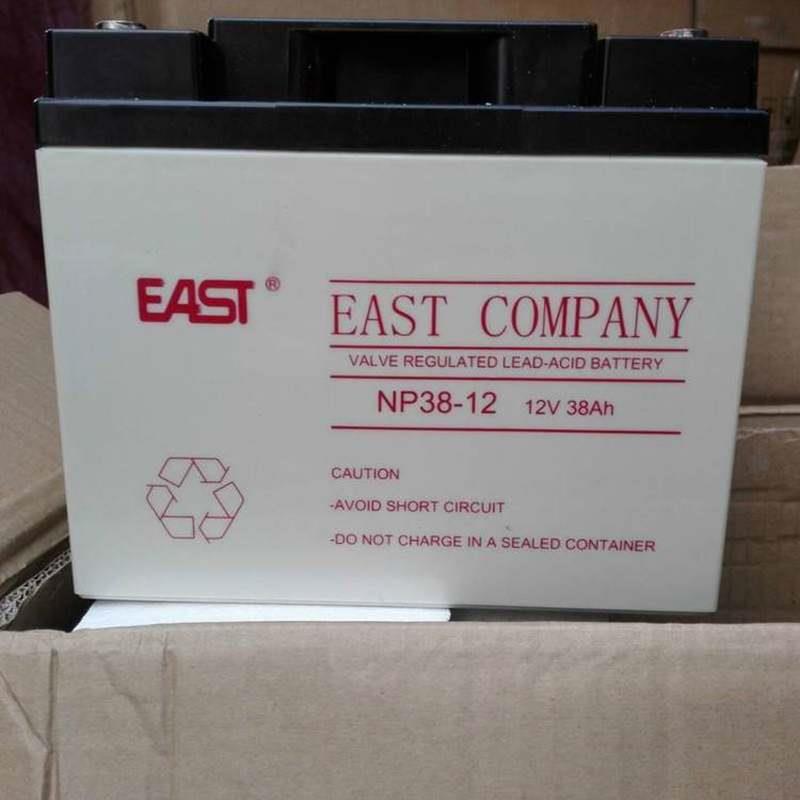 EAST ®
EAST COMPANY
VALVE REGULATED LEAD-ACID BATTERY
NP38-12 12V 38Ah
CAUTION
-AVOID SHORT CIRCUIT
-DO NOT CHARGE IN A SEALED CONTAINER